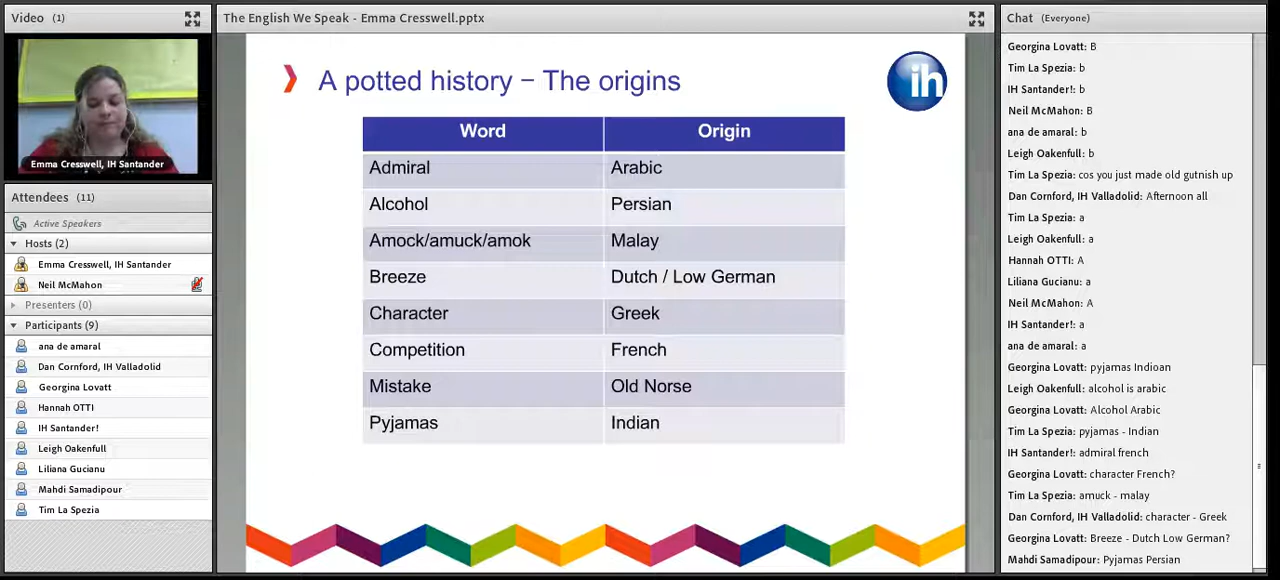 Video (1)
Emma Cresswell, IH Santander
Attendees (11)
Active Speakers
Hosts (2)
Emma Cresswell, IH Santander
Neil McMahon
Presenters (0)
Participants (9)
ana de amaral
Dan Cornford, IH Valladolid
Georgina Lovatt
Hannah OTTI
IH Santander!
Leigh Oakenfull
Liliana Gucianu
Mahdi Samadipour
Tim La Spezia
The English We Speak - Emma Cresswell.pptx
A potted history – The origins
ih
Word Origin
Admiral Arabic
Alcohol Persian
Amock/amuck/amok Malay
Breeze Dutch / Low German
Character Greek
Competition French
Mistake Old Norse
Pyjamas Indian
Chat (Everyone)
Georgina Lovatt: B
Tim La Spezia: b
IH Santander!: b
Neil McMahon: B
ana de amaral: b
Leigh Oakenfull: b
Tim La Spezia: cos you just made old gutnish up
Dan Cornford, IH Valladolid: Afternoon all
Tim La Spezia: a
Leigh Oakenfull: a
Hannah OTTI: A
Liliana Gucianu: a
Neil McMahon: A
IH Santander!: a
ana de amaral: a
Georgina Lovatt: pyjamas Indioan
Leigh Oakenfull: alcohol is arabic
Georgina Lovatt: Alcohol Arabic
Tim La Spezia: pyjamas - Indian
IH Santander!: admiral french
Georgina Lovatt: character French?
Tim La Spezia: amuck - malay
Dan Cornford, IH Valladolid: character - Greek
Georgina Lovatt: Breeze - Dutch Low German?
Mahdi Samadipour: Pyjamas Persian